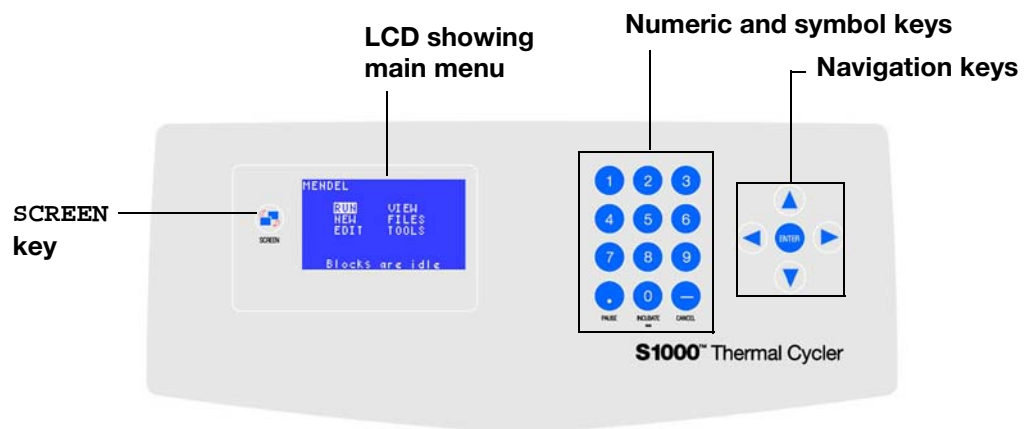 LCD showing
main menu
Numeric and symbol keys
Navigation keys
SCREEN
key
SCREEN
MENDEL
RUN VIEW
NEW FILES
EDIT TOOLS
Blocks are idle
1 2 3
4 5 6
7 8 9
. 0 —
PAUSE INCUBATE CANCEL
∞
ENTER
S1000™ Thermal Cycler